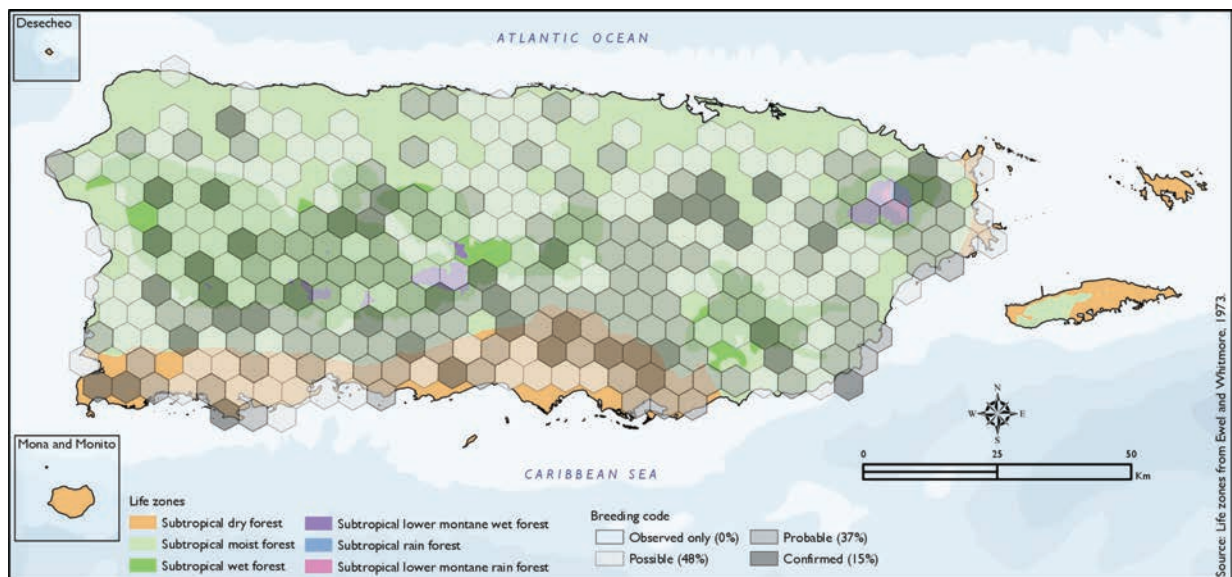 Desecheo
ATLANTIC OCEAN
N
W E
S
Mona and Monito
CARIBBEAN SEA
0 25 50
Km
Life zones
Subtropical dry forest
Subtropical moist forest
Subtropical wet forest
Subtropical lower montane wet forest
Subtropical rain forest
Subtropical lower montane rain forest
Breeding code
Observed only (0%)
Possible (48%)
Probable (37%)
Confirmed (15%)
Source: Life zones from Ewel and Whitmore, 1973.